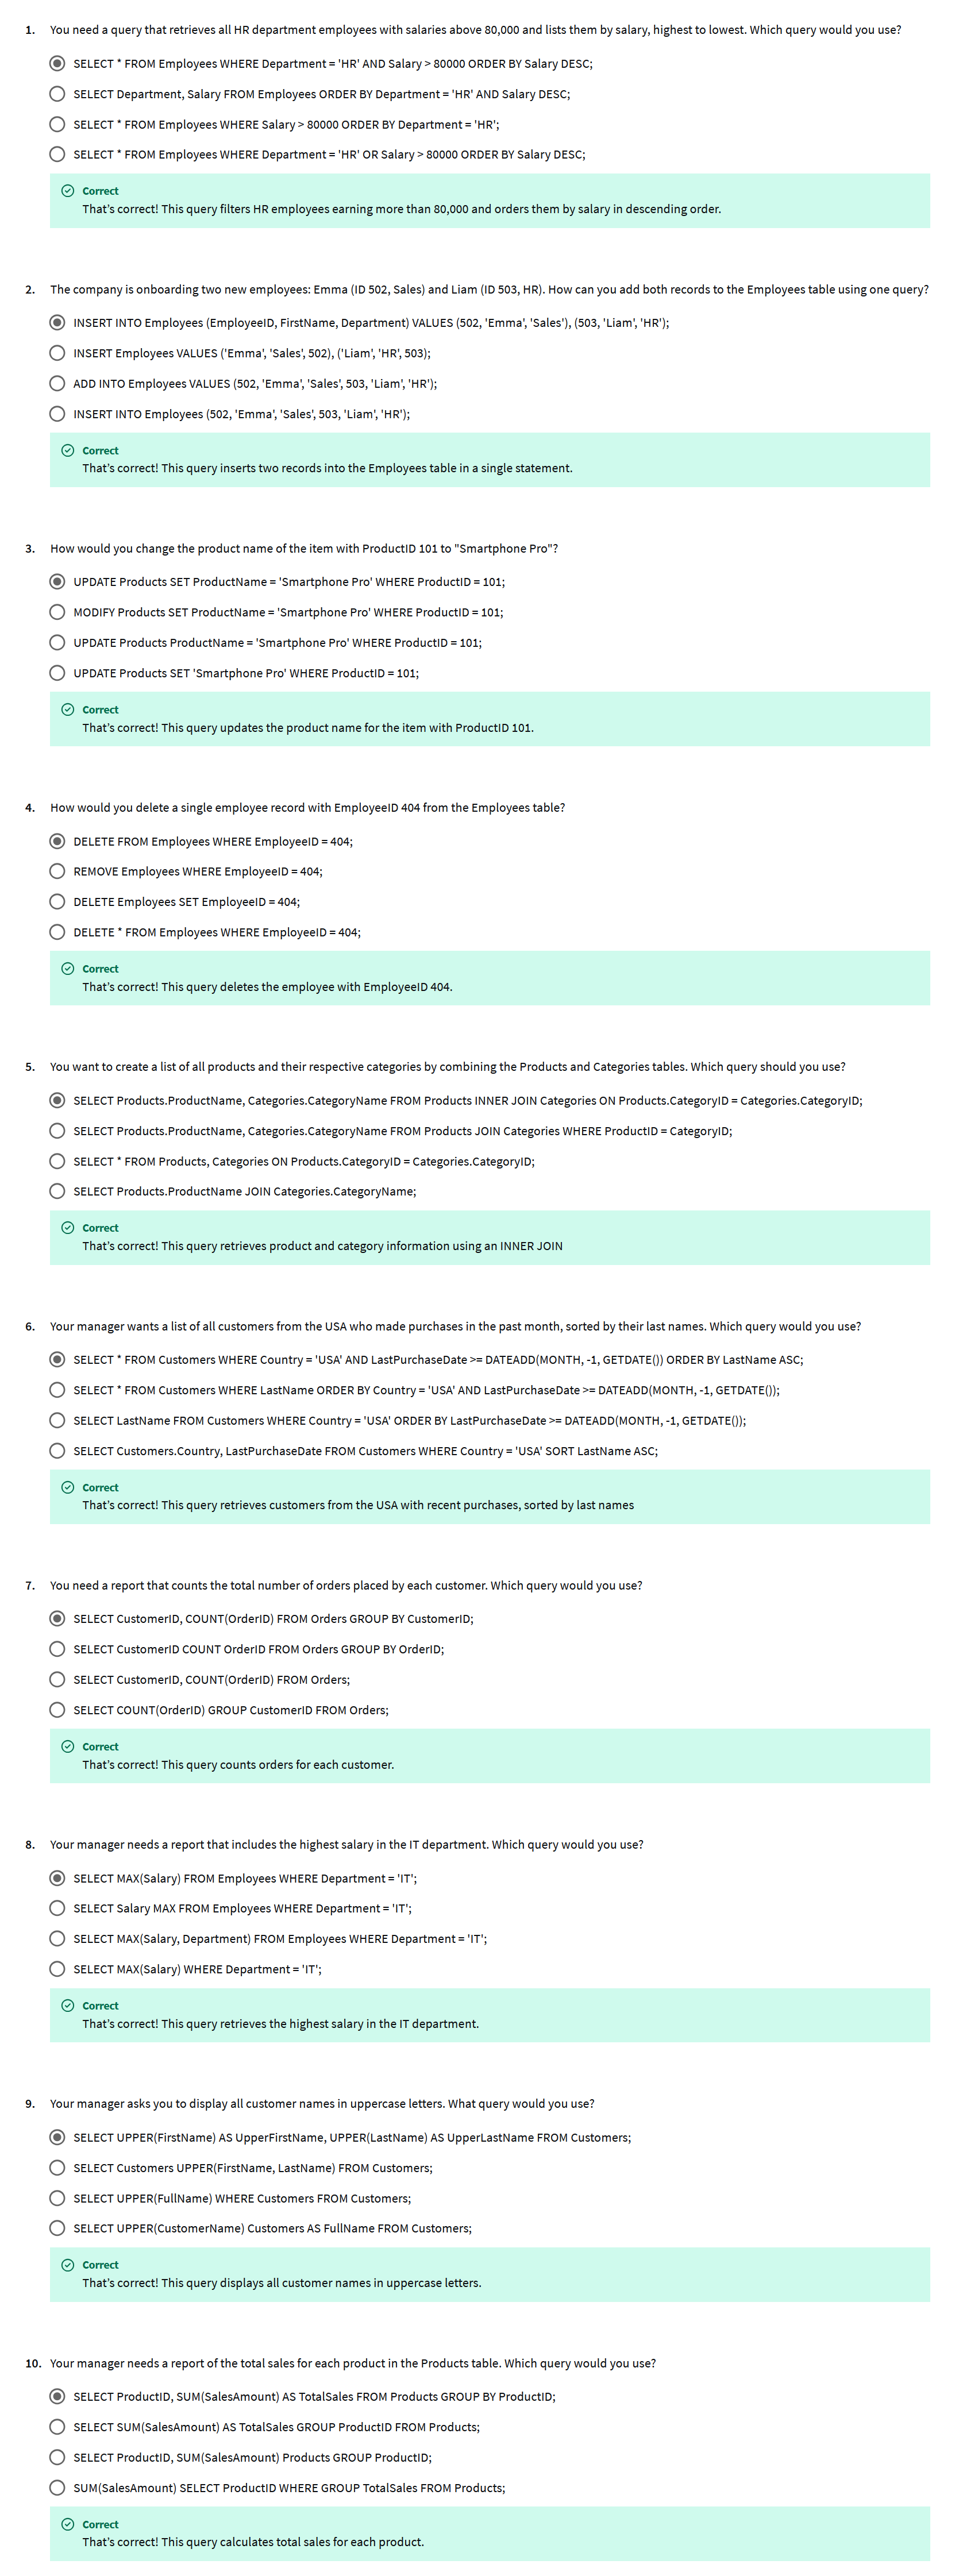 1. You need a query that retrieves all HR department employees with salaries above 80,000 and lists them by salary, highest to lowest. Which query would you use?
SELECT * FROM Employees WHERE Department = 'HR' AND Salary > 80000 ORDER BY Salary DESC;
SELECT Department, Salary FROM Employees ORDER BY Department = 'HR' AND Salary DESC;
SELECT * FROM Employees WHERE Salary > 80000 ORDER BY Department = 'HR';
SELECT * FROM Employees WHERE Department = 'HR' OR Salary > 80000 ORDER BY Salary DESC;
Correct
That's correct! This query filters HR employees earning more than 80,000 and orders them by salary in descending order.
2. The company is onboarding two new employees: Emma (ID 502, Sales) and Liam (ID 503, HR). How can you add both records to the Employees table using one query?
INSERT INTO Employees (EmployeeID, FirstName, Department) VALUES (502, 'Emma', 'Sales'), (503, 'Liam', 'HR');
INSERT Employees VALUES ('Emma', 'Sales', 502), ('Liam', 'HR', 503);
ADD INTO Employees VALUES (502, 'Emma', 'Sales', 503, 'Liam', 'HR');
INSERT INTO Employees (502, 'Emma', 'Sales', 503, 'Liam', 'HR');
Correct
That's correct! This query inserts two records into the Employees table in a single statement.
3. How would you change the product name of the item with ProductID 101 to "Smartphone Pro"?
UPDATE Products SET ProductName = 'Smartphone Pro' WHERE ProductID = 101;
MODIFY Products SET ProductName = 'Smartphone Pro' WHERE ProductID = 101;
UPDATE Products ProductName = 'Smartphone Pro' WHERE ProductID = 101;
UPDATE Products SET 'Smartphone Pro' WHERE ProductID = 101;
Correct
That's correct! This query updates the product name for the item with ProductID 101.
4. How would you delete a single employee record with EmployeeID 404 from the Employees table?
DELETE FROM Employees WHERE EmployeeID = 404;
REMOVE Employees WHERE EmployeeID = 404;
DELETE Employees SET EmployeeID = 404;
DELETE * FROM Employees WHERE EmployeeID = 404;
Correct
That's correct! This query deletes the employee with EmployeeID 404.
5. You want to create a list of all products and their respective categories by combining the Products and Categories tables. Which query should you use?
SELECT Products.ProductName, Categories.CategoryName FROM Products INNER JOIN Categories ON Products.CategoryID = Categories.CategoryID;
SELECT Products.ProductName, Categories.CategoryName FROM Products JOIN Categories WHERE ProductID = CategoryID;
SELECT * FROM Products, Categories ON Products.CategoryID = Categories.CategoryID;
SELECT Products.ProductName JOIN Categories.CategoryName;
Correct
That's correct! This query retrieves product and category information using an INNER JOIN
6. Your manager wants a list of all customers from the USA who made purchases in the past month, sorted by their last names. Which query would you use?
SELECT * FROM Customers WHERE Country = 'USA' AND LastPurchaseDate >= DATEADD(MONTH, -1, GETDATE()) ORDER BY LastName ASC;
SELECT * FROM Customers WHERE LastName ORDER BY Country = 'USA' AND LastPurchaseDate >= DATEADD(MONTH, -1, GETDATE());
SELECT LastName FROM Customers WHERE Country = 'USA' ORDER BY LastPurchaseDate >= DATEADD(MONTH, -1, GETDATE());
SELECT Customers.Country, LastPurchaseDate FROM Customers WHERE Country = 'USA' SORT LastName ASC;
Correct
That's correct! This query retrieves customers from the USA with recent purchases, sorted by last names
7. You need a report that counts the total number of orders placed by each customer. Which query would you use?
SELECT CustomerID, COUNT(OrderID) FROM Orders GROUP BY CustomerID;
SELECT CustomerID COUNT OrderID FROM Orders GROUP BY OrderID;
SELECT CustomerID, COUNT(OrderID) FROM Orders;
SELECT COUNT(OrderID) GROUP CustomerID FROM Orders;
Correct
That's correct! This query counts orders for each customer.
8. Your manager needs a report that includes the highest salary in the IT department. Which query would you use?
SELECT MAX(Salary) FROM Employees WHERE Department = 'IT';
SELECT Salary MAX FROM Employees WHERE Department = 'IT';
SELECT MAX(Salary, Department) FROM Employees WHERE Department = 'IT';
SELECT MAX(Salary) WHERE Department = 'IT';
Correct
That's correct! This query retrieves the highest salary in the IT department.
9. Your manager asks you to display all customer names in uppercase letters. What query would you use?
SELECT UPPER(FirstName) AS UpperFirstName, UPPER(LastName) AS UpperLastName FROM Customers;
SELECT Customers UPPER(FirstName, LastName) FROM Customers;
SELECT UPPER(FullName) WHERE Customers FROM Customers;
SELECT UPPER(CustomerName) Customers AS FullName FROM Customers;
Correct
That's correct! This query displays all customer names in uppercase letters.
10. Your manager needs a report of the total sales for each product in the Products table. Which query would you use?
SELECT ProductID, SUM(SalesAmount) AS TotalSales FROM Products GROUP BY ProductID;
SELECT SUM(SalesAmount) AS TotalSales GROUP ProductID FROM Products;
SELECT ProductID, SUM(SalesAmount) Products GROUP ProductID;
SUM(SalesAmount) SELECT ProductID WHERE GROUP TotalSales FROM Products;
Correct
That's correct! This query calculates total sales for each product.